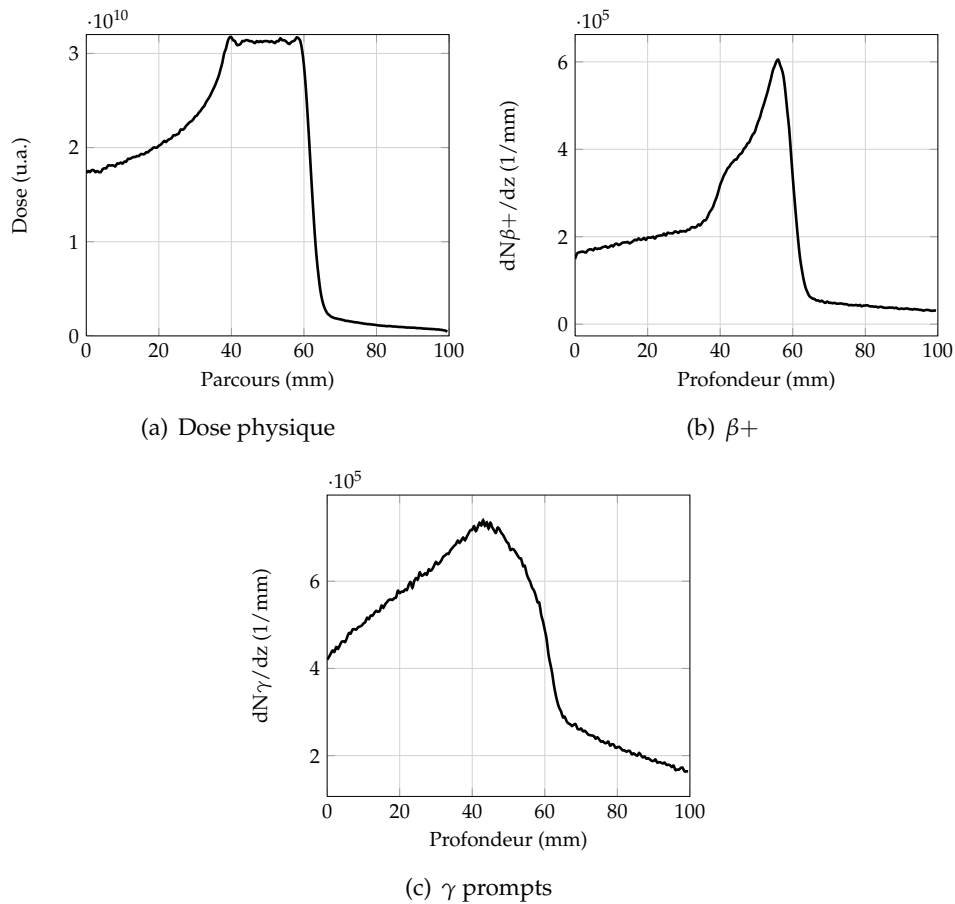 ·10^10
3
2
1
0
Dose (u.a.)
0 20 40 60 80 100
Parcours (mm)
(a) Dose physique
·10^5
6
4
2
0
dNβ+/dz (1/mm)
0 20 40 60 80 100
Profondeur (mm)
(b) β+
·10^5
6
4
2
dNγ/dz (1/mm)
0 20 40 60 80 100
Profondeur (mm)
(c) γ prompts